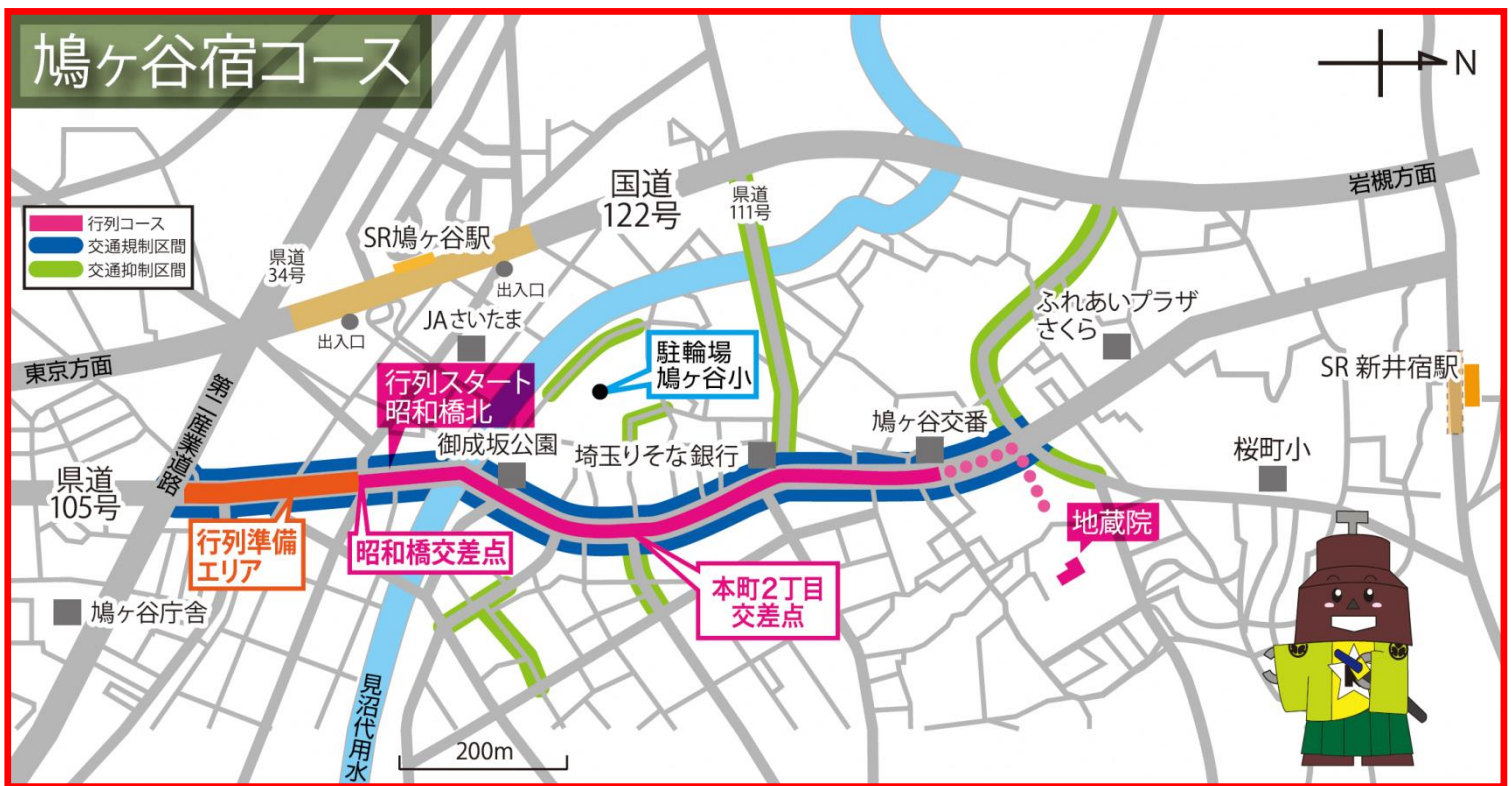 鳩ヶ谷宿コース
N
行列コース
交通規制区間
交通抑制区間
国道
122号
県道
111号
岩槻方面
SR鳩ヶ谷駅
県道
34号
出入口
出入口
JAさいたま
東京方面
第二産業道路
駐輪場
鳩ヶ谷小
ふれあいプラザ
さくら
SR 新井宿駅
行列スタート
昭和橋北
御成坂公園
埼玉りそな銀行
鳩ヶ谷交番
桜町小
県道
105号
行列準備
エリア
昭和橋交差点
本町2丁目
交差点
地蔵院
鳩ヶ谷庁舎
見沼代用水
200m